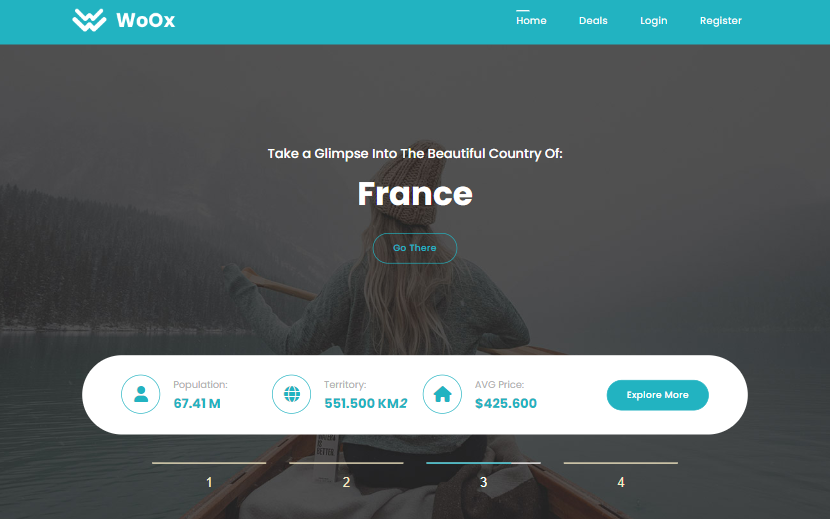 WoOx
Home Deals Login Register
Take a Glimpse Into The Beautiful Country Of:
France
Go There
Population: Territory: AVG Price:
67.41 M 551.500 KM2 $425.600
Explore More
BETTER.
1 2 3 4